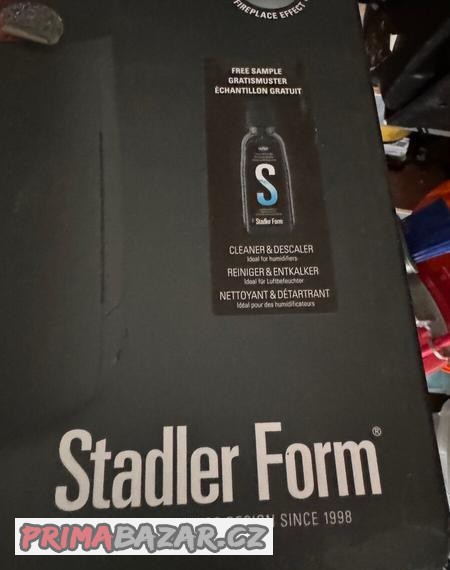 FIREPLACE EFFECT
FREE SAMPLE
GRATISMUSTER
ÉCHANTILLON GRATUIT
S
Stadler Form
CLEANER & DESCALER
Ideal for humidifiers
REINIGER & ENTKALKER
Ideal für Luftbefeuchter
NETTOYANT & DÉTARTRANT
Idéal pour des humidificateurs
Stadler Form®
DESIGN SINCE 1998
PRIMABAZAR.CZ